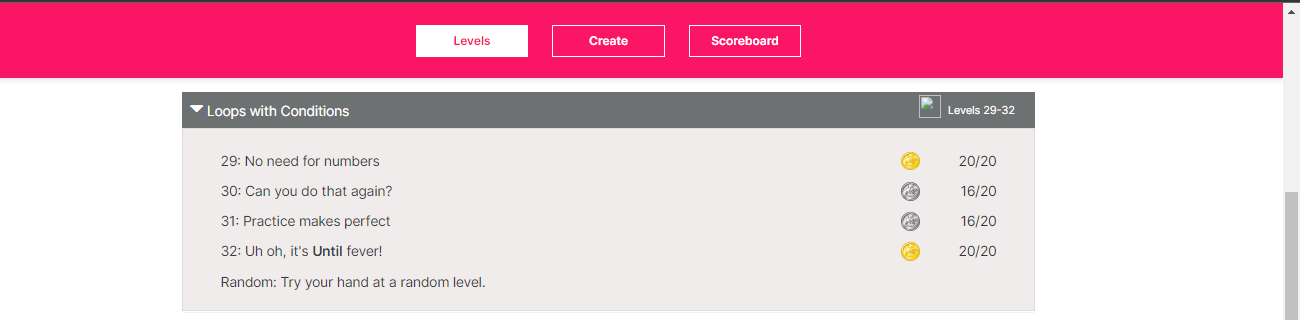 Levels Create Scoreboard
Loops with Conditions Levels 29-32
29: No need for numbers 20/20
30: Can you do that again? 16/20
31: Practice makes perfect 16/20
32: Uh oh, it's Until fever! 20/20
Random: Try your hand at a random level.